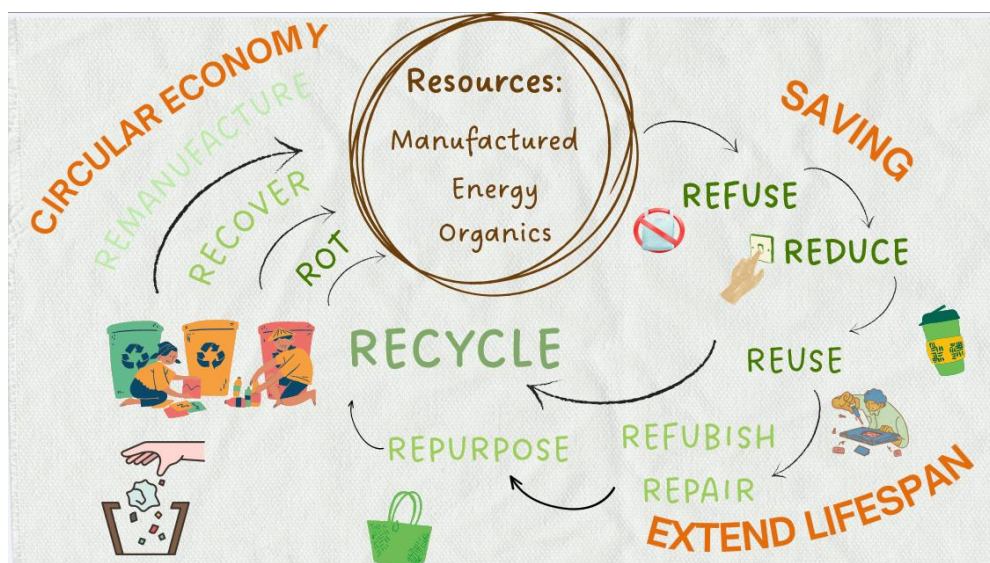 CIRCULAR ECONOMY
REMANUFACTURE
RECOVER
ROT
Resources:
Manufactured
Energy
Organics
SAVING
REFUSE
REDUCE
REUSE
RECYCLE
REFUBISH
REPAIR
REPURPOSE
EXTEND LIFESPAN